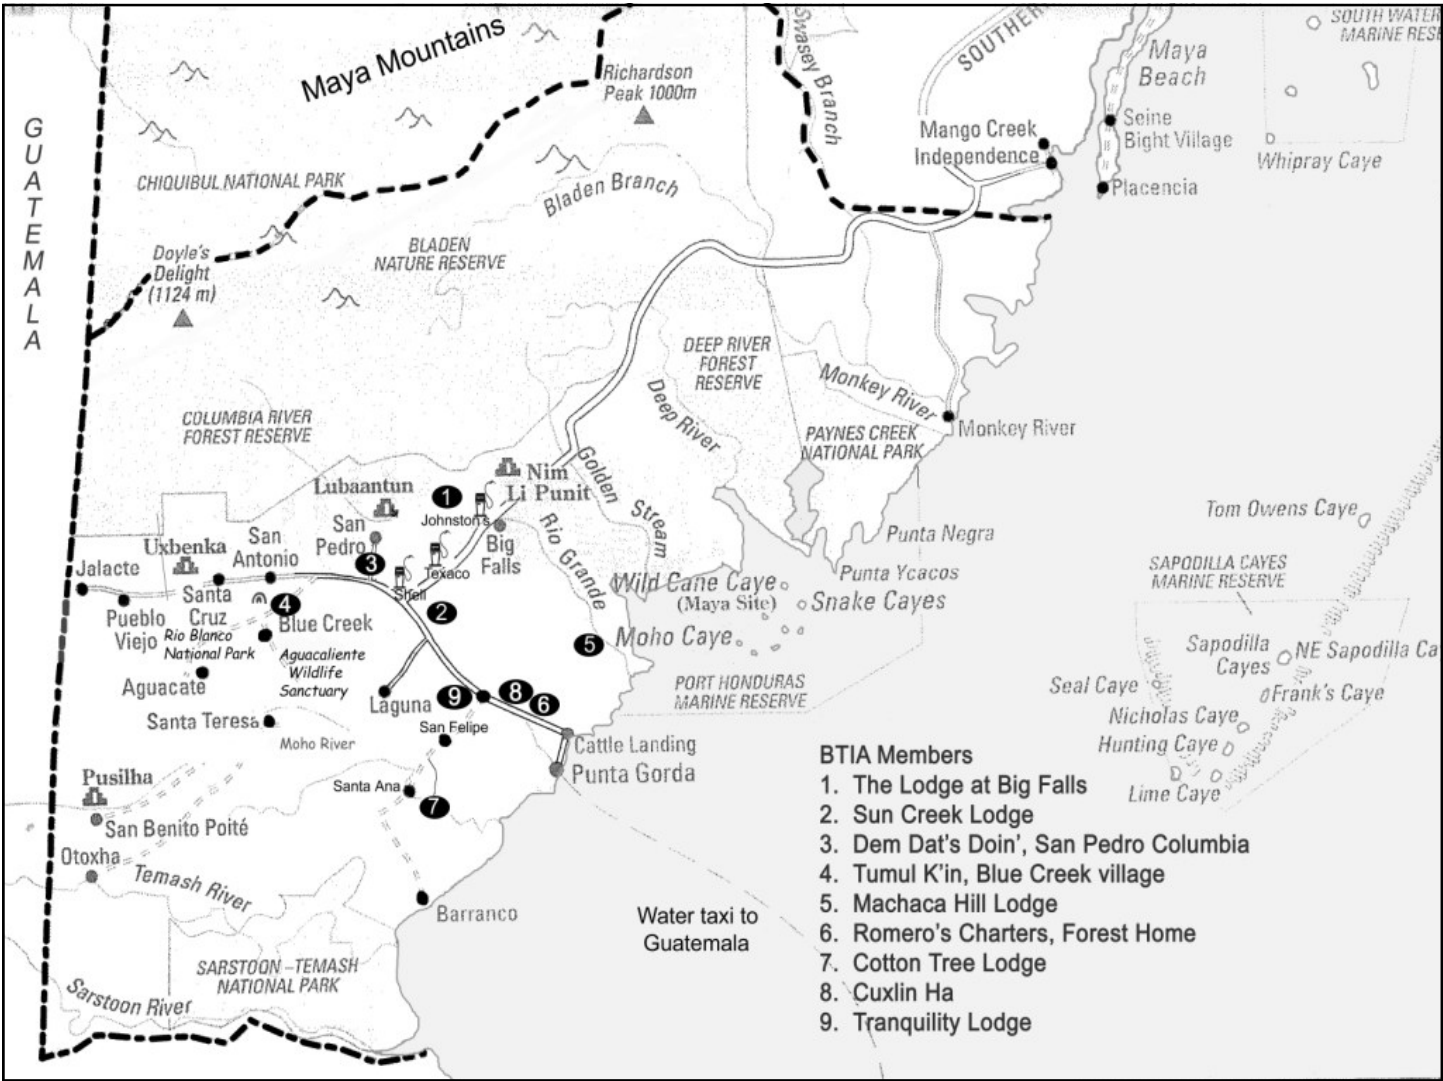 Maya Mountains
Richardson
Peak 1000m
Swasey Branch
SOUTHERN
Maya
Beach
SOUTH WATER
MARINE RESE
Mango Creek
Independence
Seine
Bight Village
Whipray Caye
Placencia
GUATEMALA
CHIQUIBUL NATIONAL PARK
Bladen Branch
Doyle's
Delight
(1124 m)
BLADEN
NATURE RESERVE
DEEP RIVER
FOREST
RESERVE
Deep River
Monkey River
Monkey River
PAYNES CREEK
NATIONAL PARK
COLUMBIA RIVER
FOREST RESERVE
Lubaantun
1
Nim
Li Punit
Golden
Stream
Johnston's
San
Pedro
Big
Falls
Rio Grande
Texaco
Shell
3
2
Uxbenka
San
Antonio
Jalacte
Santa
Cruz
Pueblo
Viejo
4
Blue Creek
Rio Blanco
National Park
Aguacaliente
Wildlife
Sanctuary
Aguacate
Santa Teresa
Moho River
Laguna
9
8
6
5
San Felipe
Cattle Landing
Punta Gorda
Santa Ana
7
Pusilha
San Benito Poité
Otoxha
Temash River
Barranco
SARSTOON-TEMASH
NATIONAL PARK
Sarstoon River
Punta Negra
Punta Ycacos
Wild Cane Caye
(Maya Site)
Snake Cayes
Moho Caye
PORT HONDURAS
MARINE RESERVE
Tom Owens Caye
SAPODILLA CAYES
MARINE RESERVE
Sapodilla
Cayes
NE Sapodilla Ca
Seal Caye
Frank's Caye
Nicholas Caye
Hunting Caye
Lime Caye
Water taxi to
Guatemala
BTIA Members
1. The Lodge at Big Falls
2. Sun Creek Lodge
3. Dem Dat's Doin', San Pedro Columbia
4. Tumul K'in, Blue Creek village
5. Machaca Hill Lodge
6. Romero's Charters, Forest Home
7. Cotton Tree Lodge
8. Cuxlin Ha
9. Tranquility Lodge